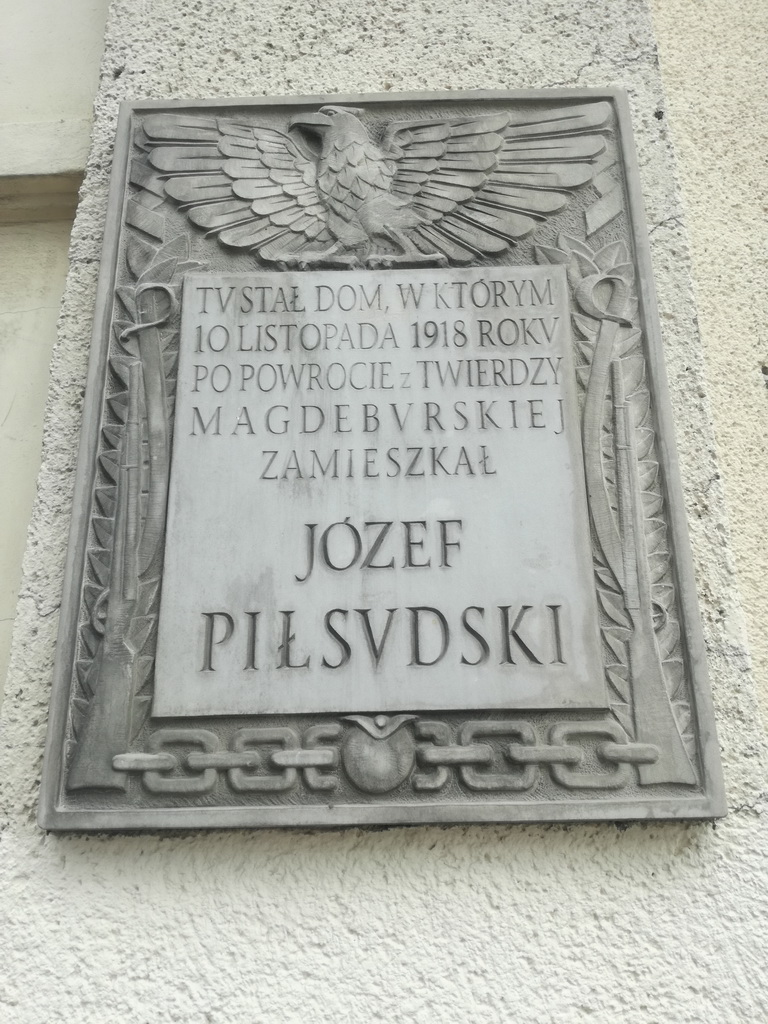 TV STAŁ DOM, W KTÓRYM
10 LISTOPADA 1918 ROKV
PO POWROCIE z TWIERDZY
MAGDEBVRSKIEJ
ZAMIESZKAŁ
JÓZEF
PIŁSVDSKI